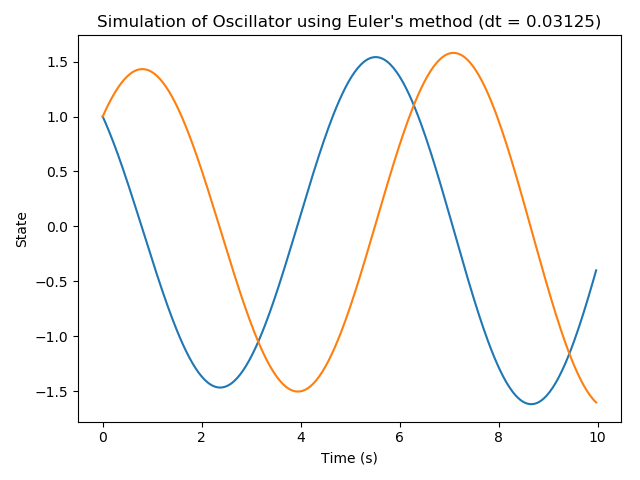 Simulation of Oscillator using Euler's method (dt = 0.03125)
1.5
1.0
0.5
0.0
−0.5
−1.0
−1.5
State
0 2 4 6 8 10
Time (s)